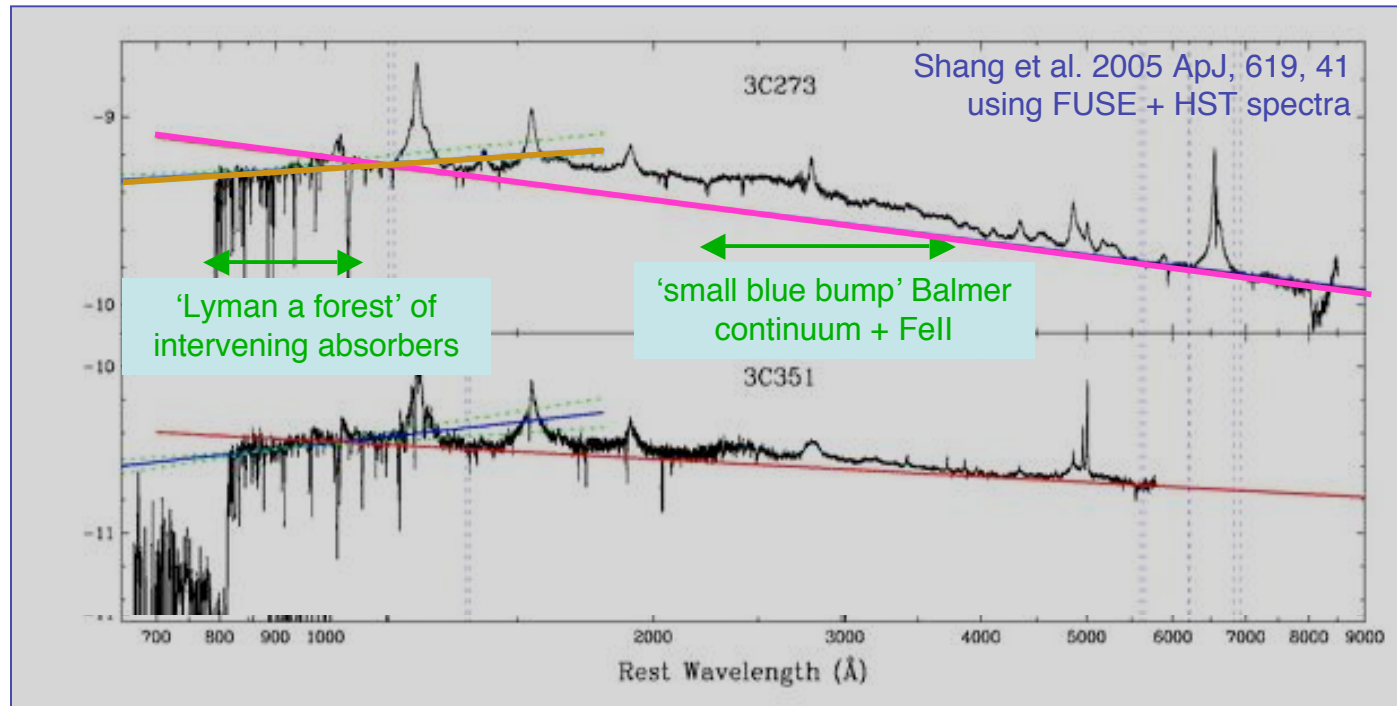 Shang et al. 2005 ApJ, 619, 41
using FUSE + HST spectra
3C273
-9
-10
‘Lyman a forest’ of
intervening absorbers
‘small blue bump’ Balmer
continuum + FeII
3C351
-10
-11
700 800 900 1000 2000 3000 4000 5000 6000 7000 8000 9000
Rest Wavelength (Å)